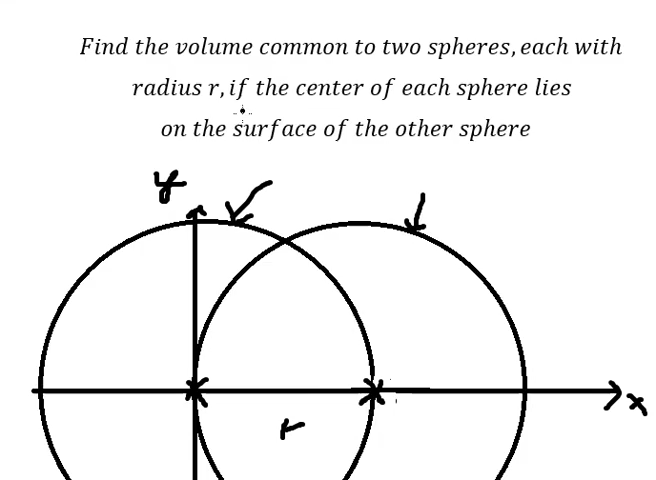 Find the volume common to two spheres, each with
radius r, if the center of each sphere lies
on the surface of the other sphere
y
x
r